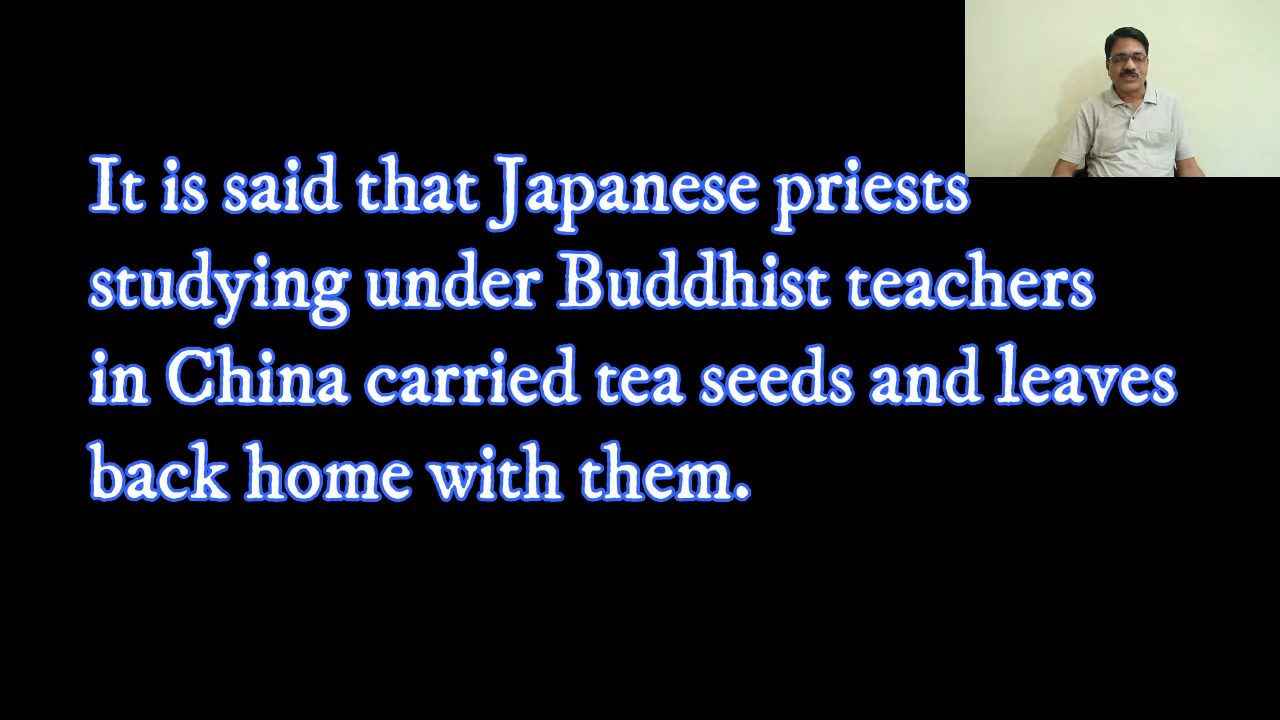 It is said that Japanese priests
studying under Buddhist teachers
in China carried tea seeds and leaves
back home with them.